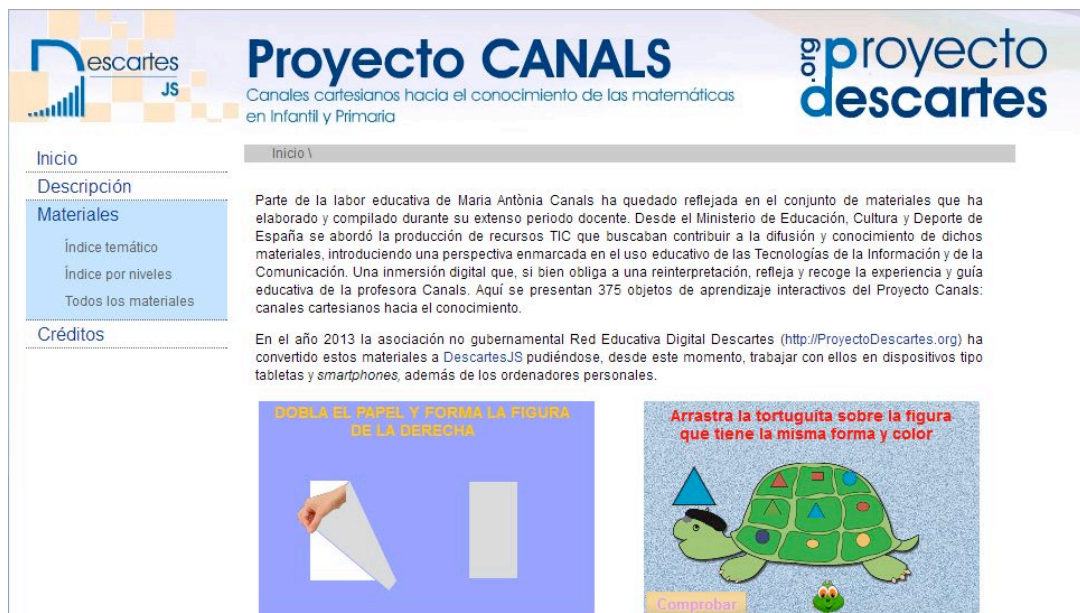 Descartes
JS
Proyecto CANALS
Canales cartesianos hacia el conocimiento de las matemáticas
en Infantil y Primaria
proyecto
descartes
.org
Inicio
Descripción
Materiales
Índice temático
Índice por niveles
Todos los materiales
Créditos
Inicio \
Parte de la labor educativa de Maria Antònia Canals ha quedado reflejada en el conjunto de materiales que ha
elaborado y compilado durante su extenso periodo docente. Desde el Ministerio de Educación, Cultura y Deporte de
España se abordó la producción de recursos TIC que buscaban contribuir a la difusión y conocimiento de dichos
materiales, introduciendo una perspectiva enmarcada en el uso educativo de las Tecnologías de la Información y de la
Comunicación. Una inmersión digital que, si bien obliga a una reinterpretación, refleja y recoge la experiencia y guía
educativa de la profesora Canals. Aquí se presentan 375 objetos de aprendizaje interactivos del Proyecto Canals:
canales cartesianos hacia el conocimiento.
En el año 2013 la asociación no gubernamental Red Educativa Digital Descartes (http://ProyectoDescartes.org) ha
convertido estos materiales a DescartesJS pudiéndose, desde este momento, trabajar con ellos en dispositivos tipo
tabletas y smartphones, además de los ordenadores personales.
DOBLA EL PAPEL Y FORMA LA FIGURA
DE LA DERECHA
Arrastra la tortuguita sobre la figura
que tiene la misma forma y color
Comprobar